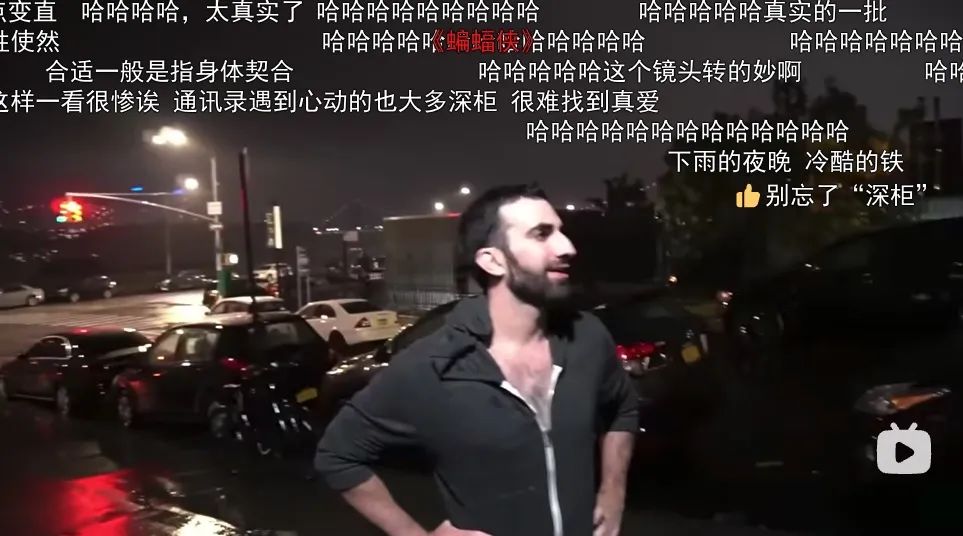 点变直 哈哈哈哈，太真实了 哈哈哈哈哈哈哈哈哈 哈哈哈哈哈真实的一批
性使然 哈哈哈哈哈《蝙蝠侠》哈哈哈哈哈 哈哈哈哈哈哈哈
合适一般是指身体契合 哈哈哈哈哈这个镜头转的妙啊 哈哈
这样一看很惨诶 通讯录遇到心动的也大多深柜 很难找到真爱
哈哈哈哈哈哈哈哈哈哈哈哈哈
下雨的夜晚 冷酷的铁
别忘了“深柜”